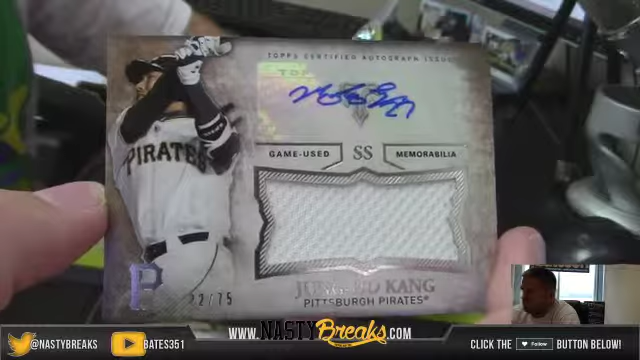 TOPPS CERTIFIED AUTOGRAPH ISSUE
PIRATES
GAME-USED
SS
MEMORABILIA
JUNG-HO KANG
PITTSBURGH PIRATES®
P
22/75
@NASTYBREAKS
BATES351
WWW.NASTYBreaks.COM
CLICK THE Follow BUTTON BELOW!